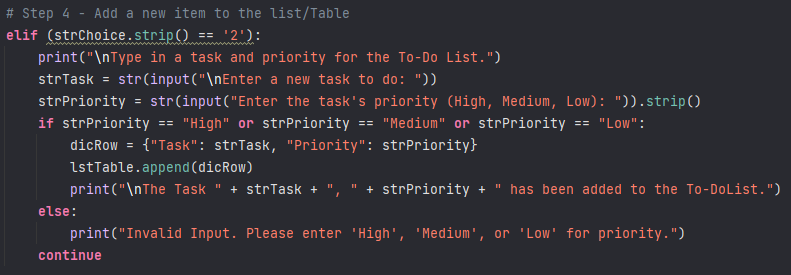 # Step 4 - Add a new item to the list/Table
elif (strChoice.strip() == '2'):
    print("\nType in a task and priority for the To-Do List.")
    strTask = str(input("\nEnter a new task to do: "))
    strPriority = str(input("Enter the task's priority (High, Medium, Low): ")).strip()
    if strPriority == "High" or strPriority == "Medium" or strPriority == "Low":
        dicRow = {"Task": strTask, "Priority": strPriority}
        lstTable.append(dicRow)
        print("\nThe Task " + strTask + ", " + strPriority + " has been added to the To-DoList.")
    else:
        print("Invalid Input. Please enter 'High', 'Medium', or 'Low' for priority.")
    continue